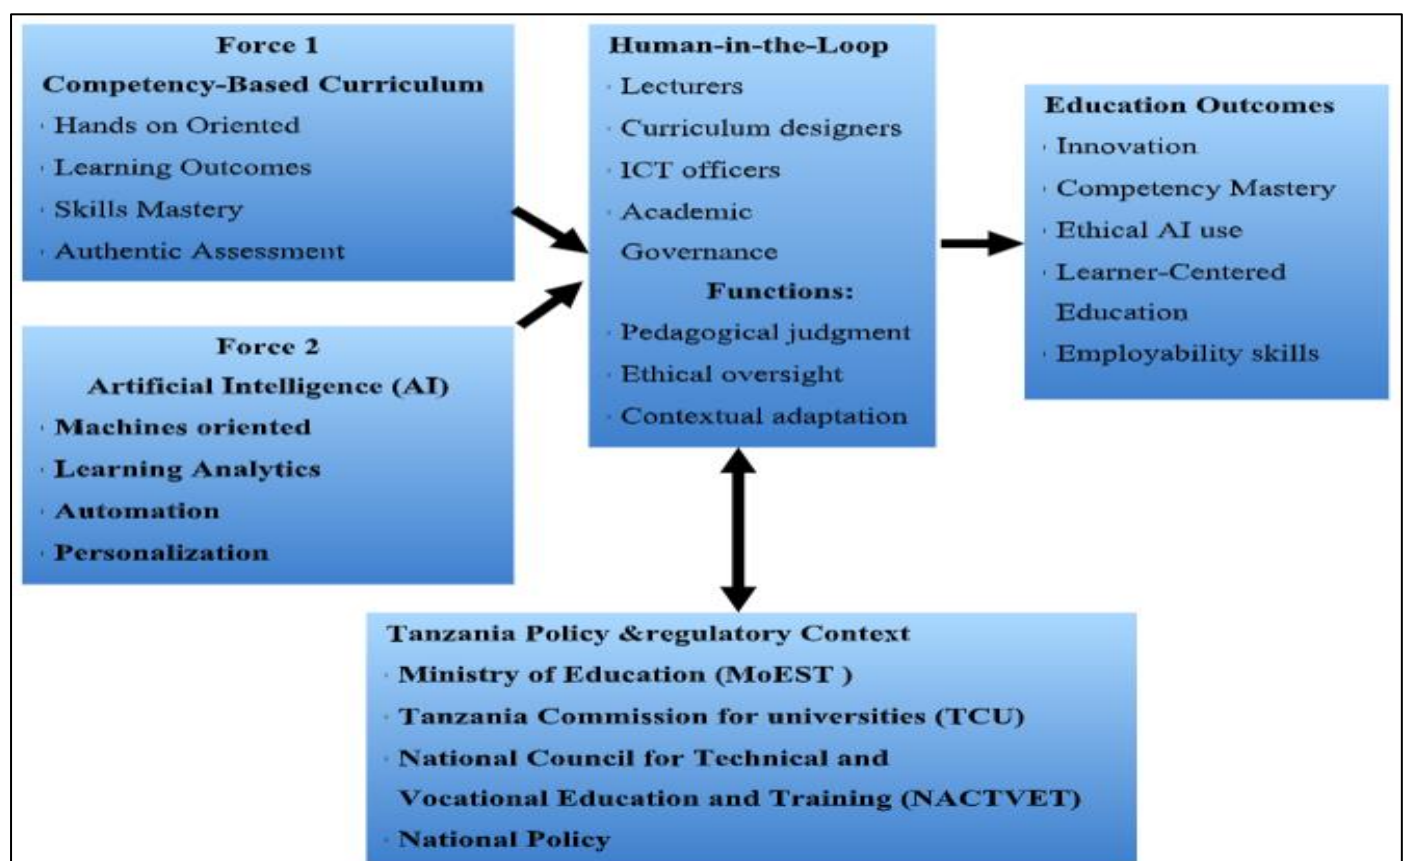 Force 1
Competency-Based Curriculum
· Hands on Oriented
· Learning Outcomes
· Skills Mastery
· Authentic Assessment
Force 2
Artificial Intelligence (AI)
· Machines oriented
· Learning Analytics
· Automation
· Personalization
Human-in-the-Loop
· Lecturers
· Curriculum designers
· ICT officers
· Academic
Governance
Functions:
· Pedagogical judgment
· Ethical oversight
· Contextual adaptation
Education Outcomes
· Innovation
· Competency Mastery
· Ethical AI use
· Learner-Centered
Education
· Employability skills
Tanzania Policy &regulatory Context
· Ministry of Education (MoEST )
· Tanzania Commission for universities (TCU)
· National Council for Technical and
Vocational Education and Training (NACTVET)
· National Policy